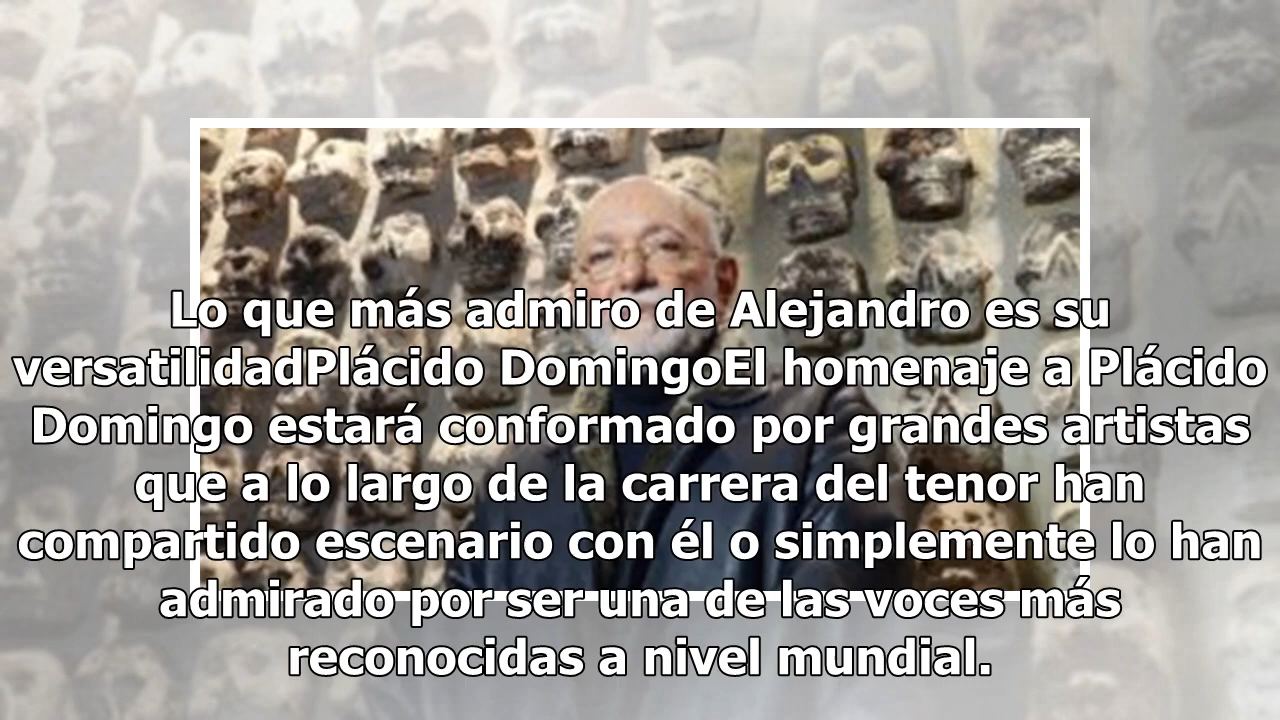 Lo que más admiro de Alejandro es su
versatilidadPlácido DomingoEl homenaje a Plácido
Domingo estará conformado por grandes artistas
que a lo largo de la carrera del tenor han
compartido escenario con él o simplemente lo han
admirado por ser una de las voces más
reconocidas a nivel mundial.